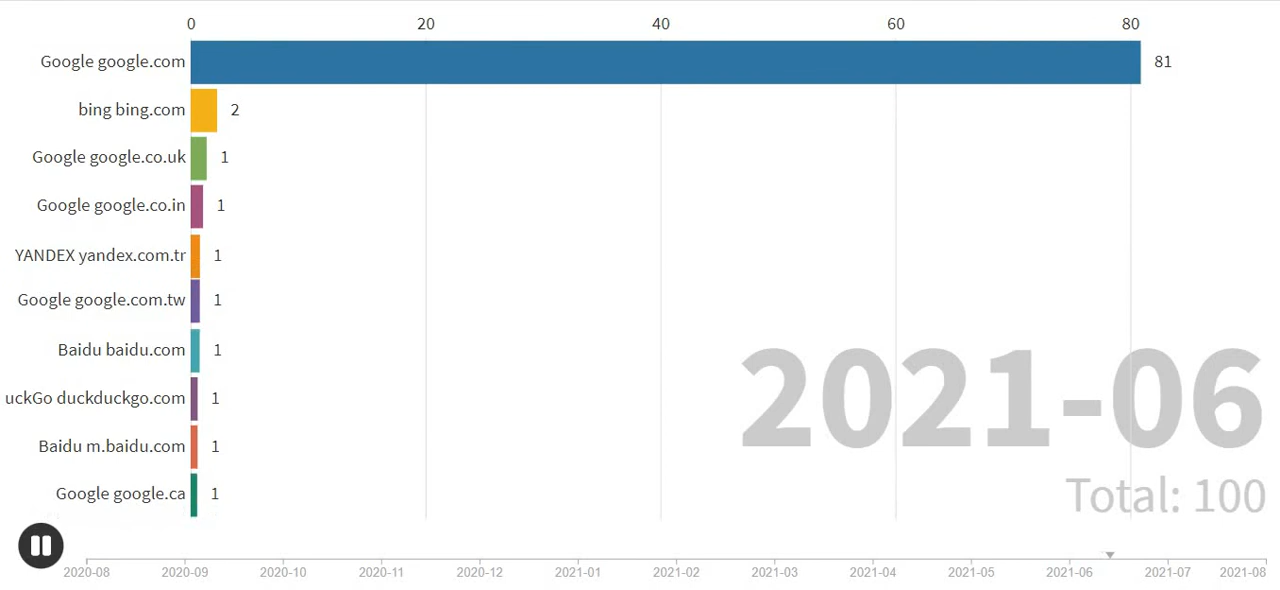 0 20 40 60 80
Google google.com 81
bing bing.com 2
Google google.co.uk 1
Google google.co.in 1
YANDEX yandex.com.tr 1
Google google.com.tw 1
Baidu baidu.com 1
uckGo duckduckgo.com 1
Baidu m.baidu.com 1
Google google.ca 1
2021-06
Total: 100
2020-08 2020-09 2020-10 2020-11 2020-12 2021-01 2021-02 2021-03 2021-04 2021-05 2021-06 2021-07 2021-08